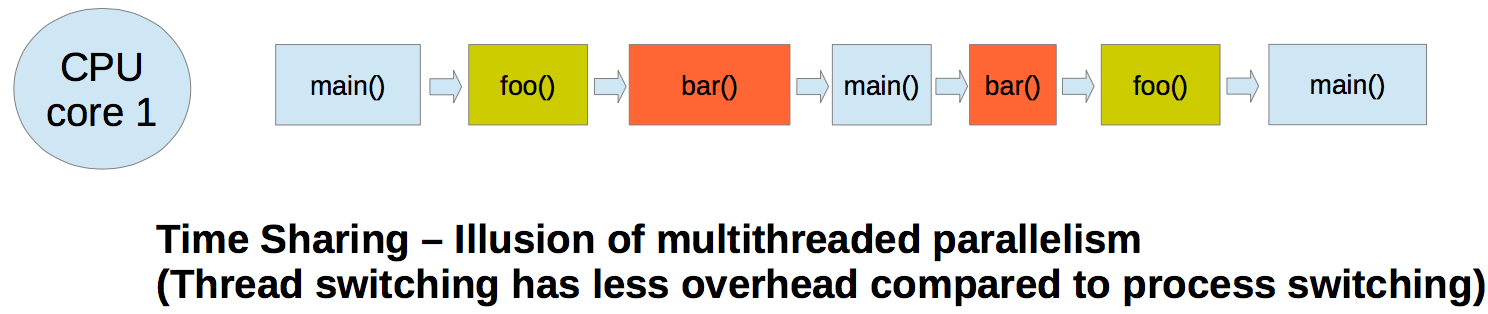 CPU
core 1
main()
foo()
bar()
main()
bar()
foo()
main()
Time Sharing – Illusion of multithreaded parallelism
(Thread switching has less overhead compared to process switching)